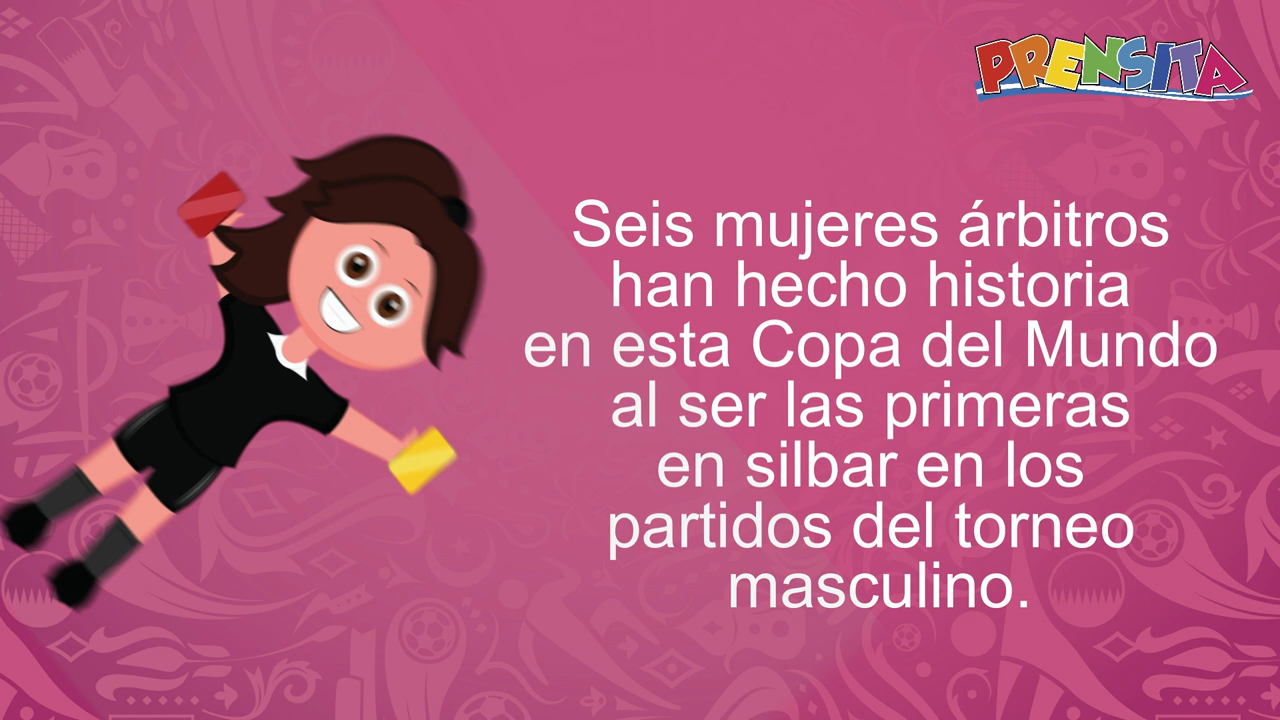 PRENSITA
Seis mujeres árbitros
han hecho historia
en esta Copa del Mundo
al ser las primeras
en silbar en los
partidos del torneo
masculino.